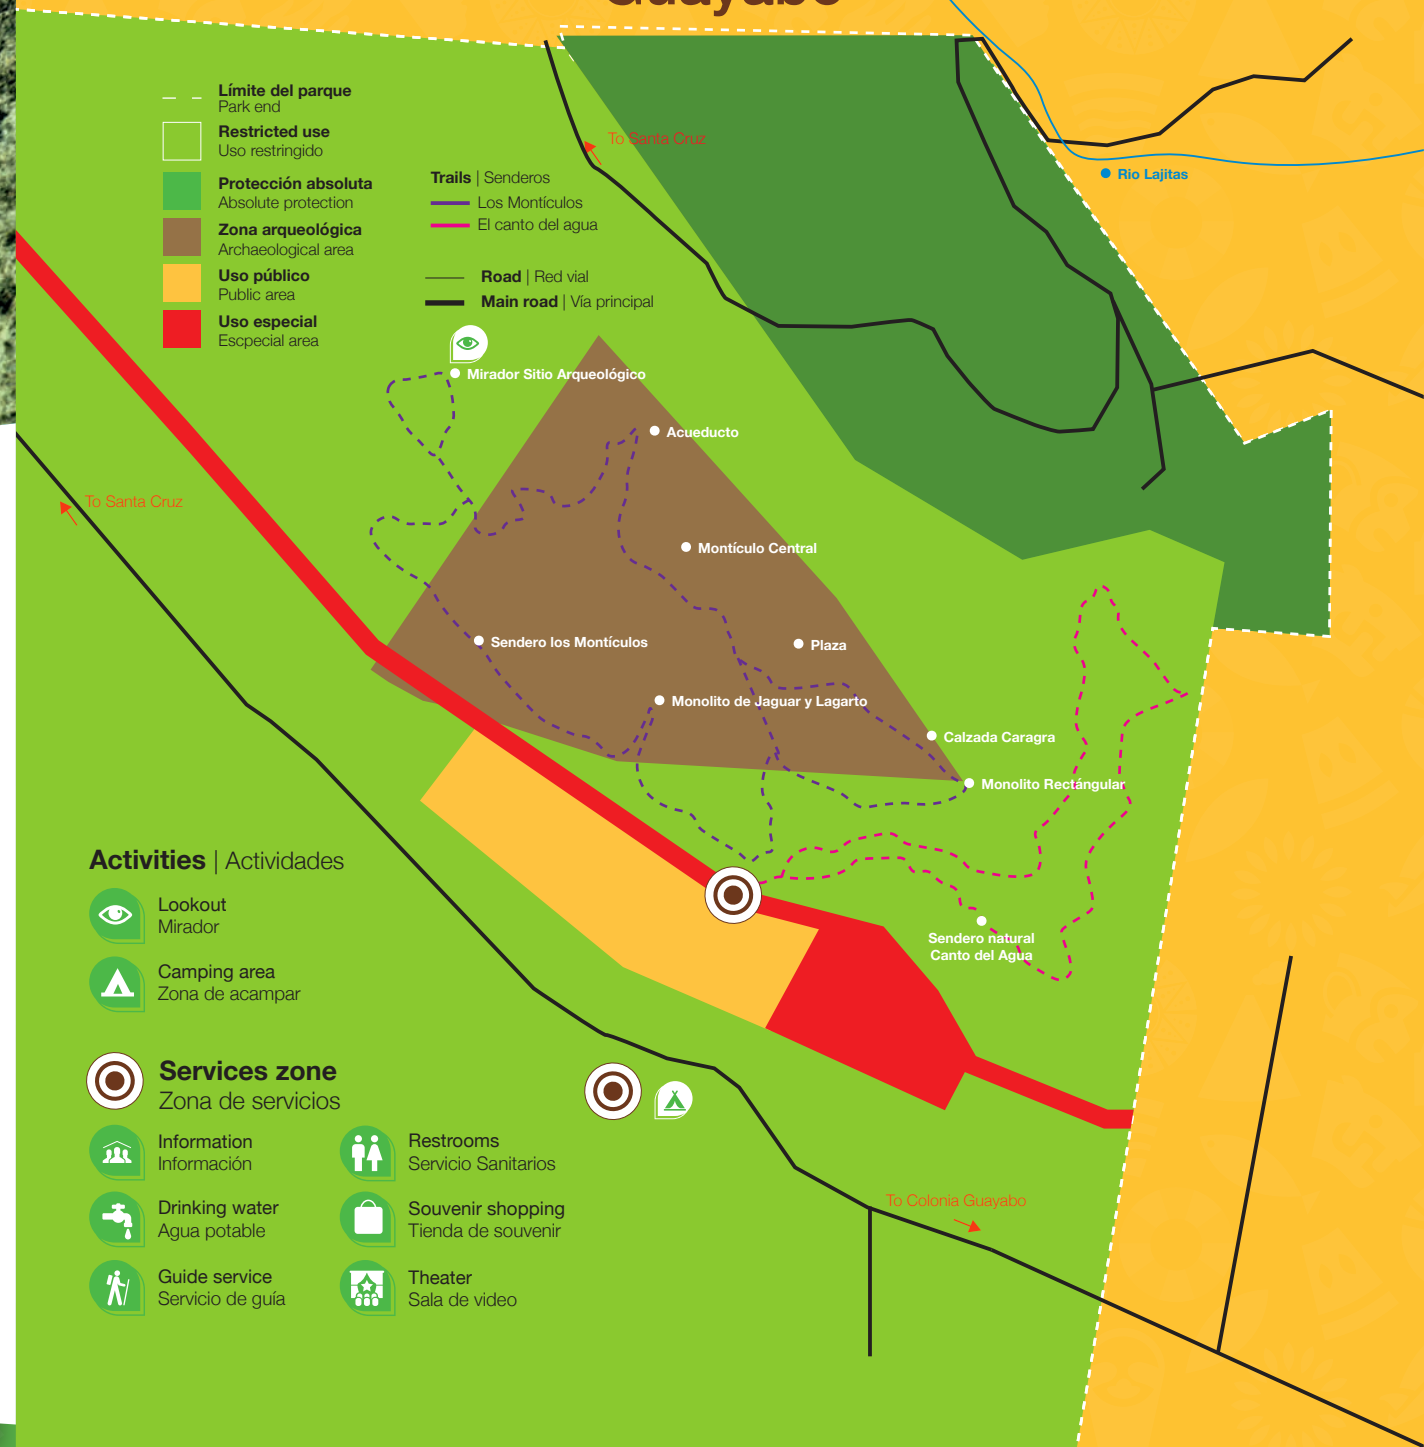 Guayabo
Límite del parque
Park end
Restricted use
Uso restringido
Protección absoluta
Absolute protection
Zona arqueológica
Archaeological area
Uso público
Public area
Uso especial
Escpecial area
Trails | Senderos
Los Montículos
El canto del agua
Road | Red vial
Main road | Vía principal
To Santa Cruz
Rio Lajitas
Mirador Sitio Arqueológico
Acueducto
To Santa Cruz
Montículo Central
Sendero los Montículos
Plaza
Monolito de Jaguar y Lagarto
Calzada Caragra
Monolito Rectángular
Sendero natural
Canto del Agua
Activities | Actividades
Lookout
Mirador
Camping area
Zona de acampar
Services zone
Zona de servicios
Information
Información
Restrooms
Servicio Sanitarios
Drinking water
Agua potable
Souvenir shopping
Tienda de souvenir
Guide service
Servicio de guía
Theater
Sala de video
To Colonia Guayabo